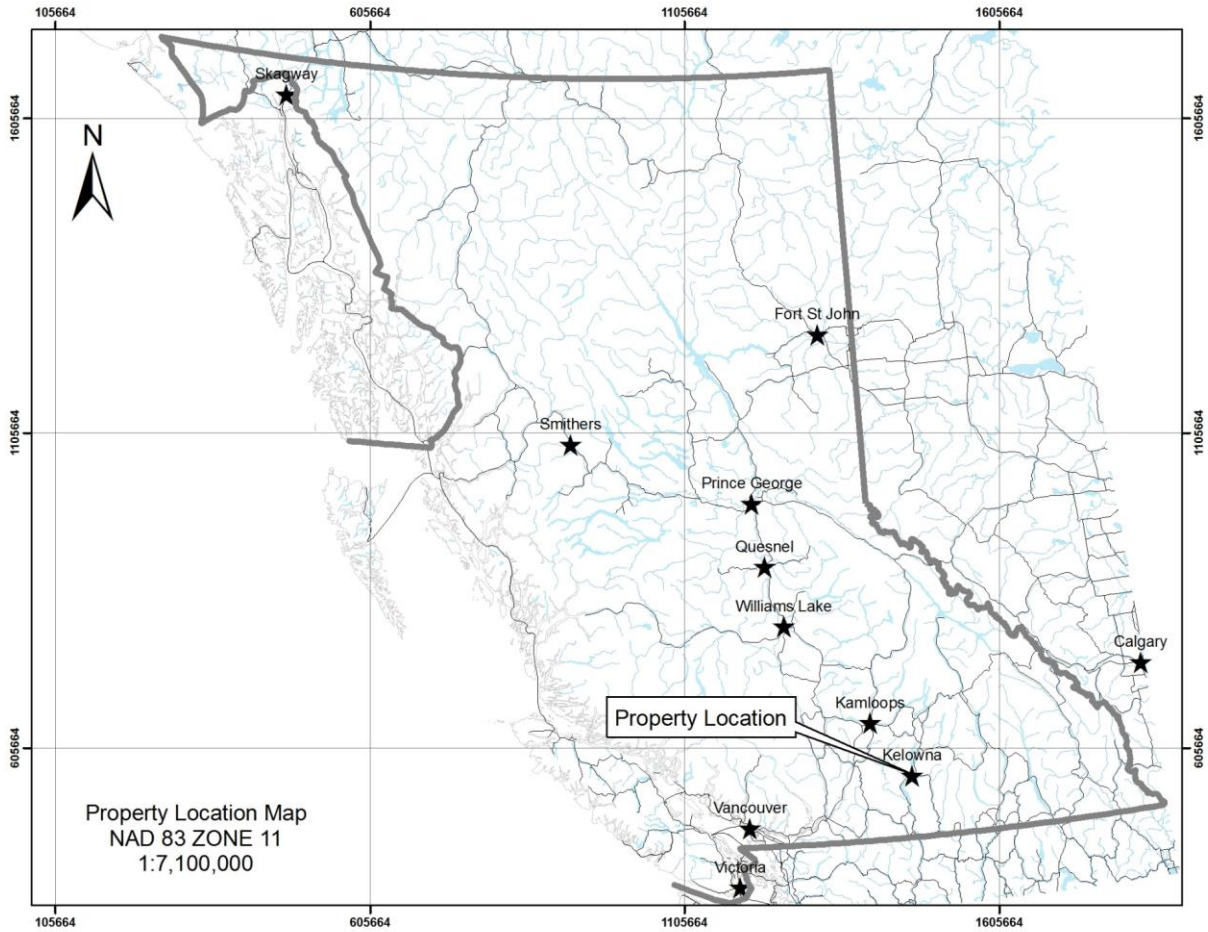 105664
605664
1105664
1605664
Skagway
1605664
1605664
N
Fort St John
1105664
Smithers
1105664
Prince George
Quesnel
Williams Lake
Calgary
Kamloops
Property Location
605664
Kelowna
605664
Vancouver
Property Location Map
NAD 83 ZONE 11
1:7,100,000
Victoria
105664
605664
1105664
1605664